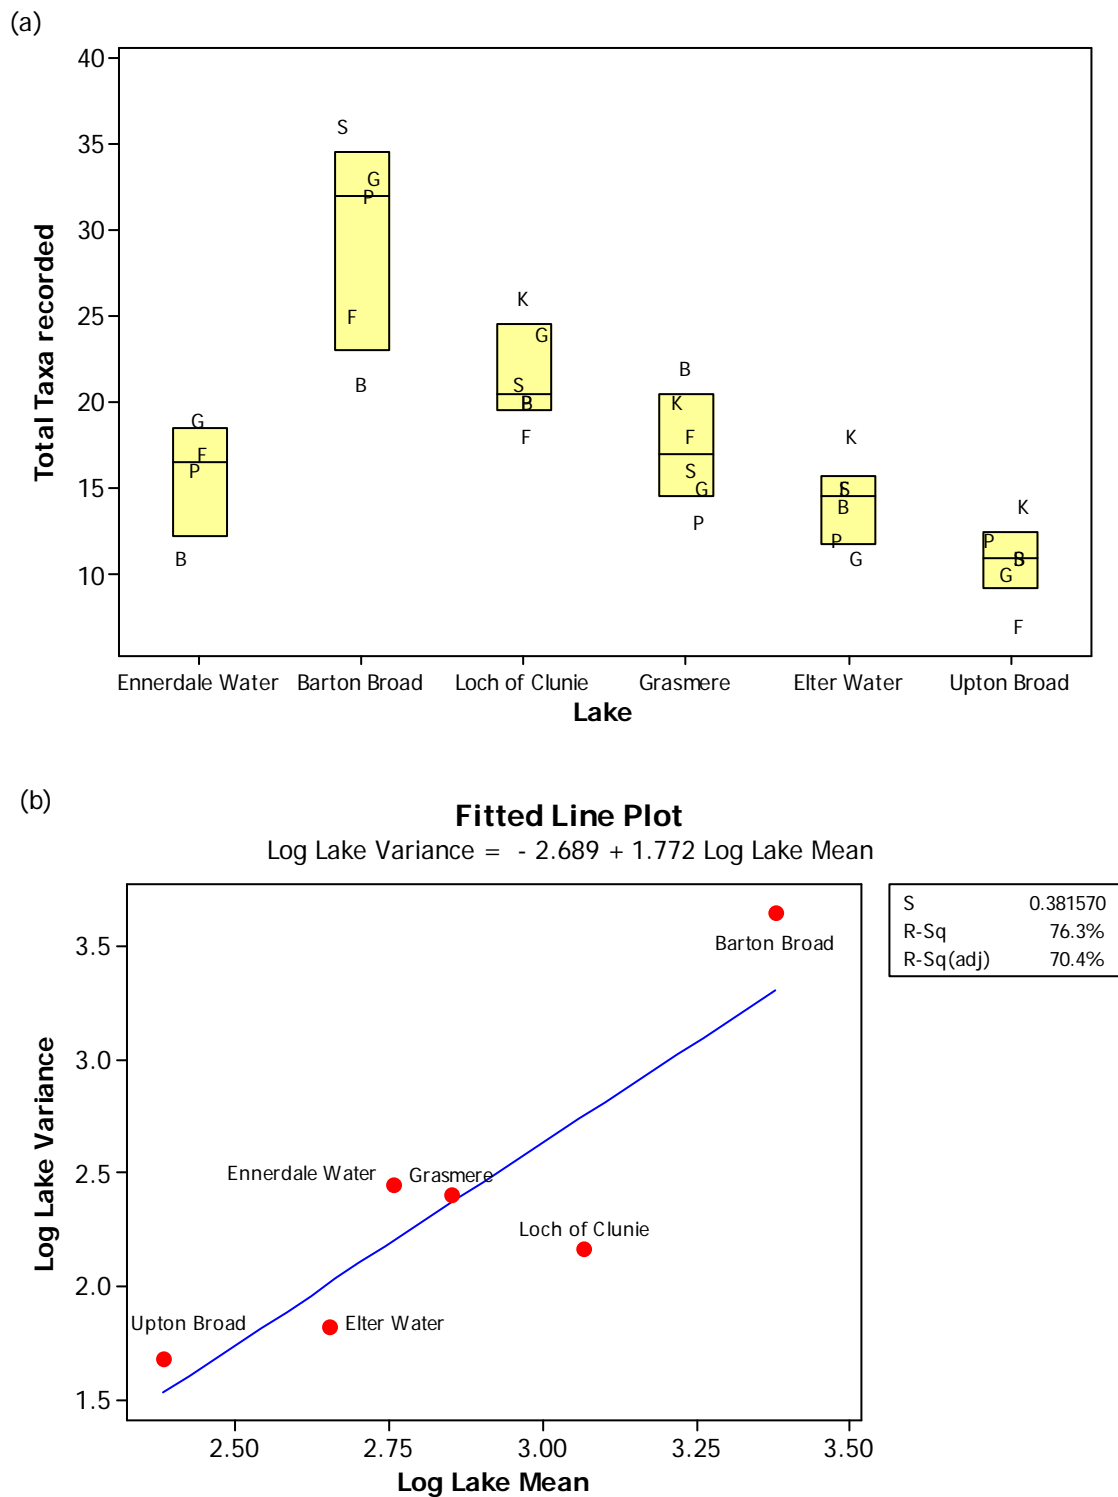 (a)
40
35
30
25
20
15
10
Total Taxa recorded
S
G
P
F
B
K
G
S
B
F
B
K
F
S
G
P
G
F
P
B
K
S
B
P
G
K
P
B
G
F
Ennerdale Water Barton Broad Loch of Clunie Grasmere Elter Water Upton Broad
Lake
(b)
Fitted Line Plot
Log Lake Variance = - 2.689 + 1.772 Log Lake Mean
S 0.381570
R-Sq 76.3%
R-Sq(adj) 70.4%
3.5
3.0
2.5
2.0
1.5
Log Lake Variance
Barton Broad
Ennerdale Water
Grasmere
Loch of Clunie
Upton Broad
Elter Water
2.50 2.75 3.00 3.25 3.50
Log Lake Mean